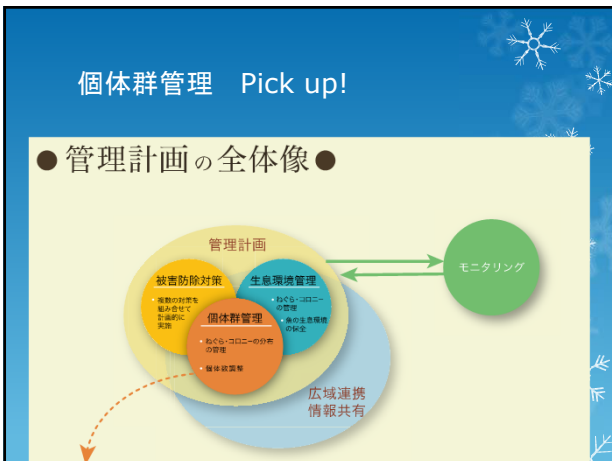 個体群管理　Pick up!
●管理計画の全体像●
管理計画
被害防除対策
・複数の対策を
組み合せて
計画的に
実施
生息環境管理
・ねぐら・コロニー
の管理
・魚の生息環境
の保全
個体群管理
・ねぐら・コロニーの分布
の管理
・個体数調整
モニタリング
広域連携
情報共有